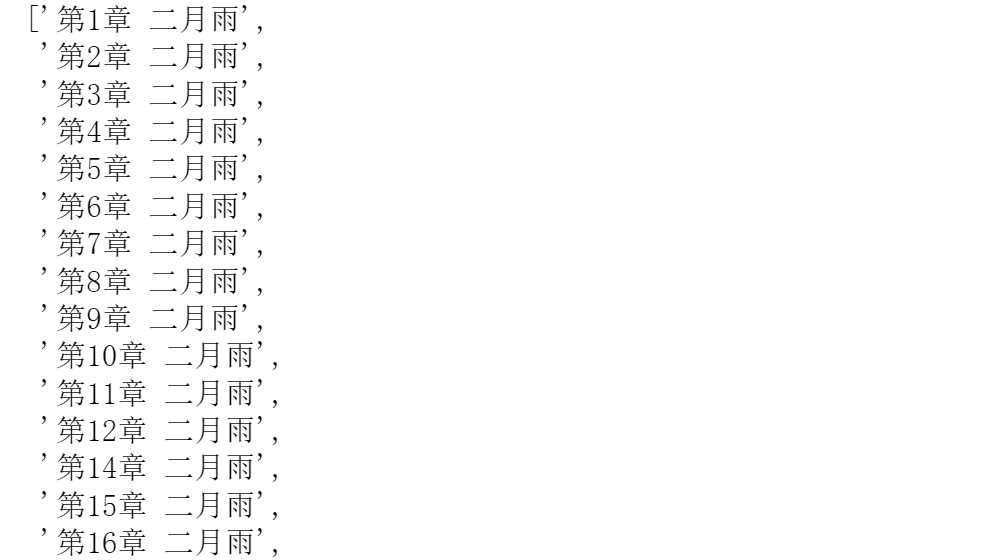 ['第1章 二月雨',
'第2章 二月雨',
'第3章 二月雨',
'第4章 二月雨',
'第5章 二月雨',
'第6章 二月雨',
'第7章 二月雨',
'第8章 二月雨',
'第9章 二月雨',
'第10章 二月雨',
'第11章 二月雨',
'第12章 二月雨',
'第14章 二月雨',
'第15章 二月雨',
'第16章 二月雨',